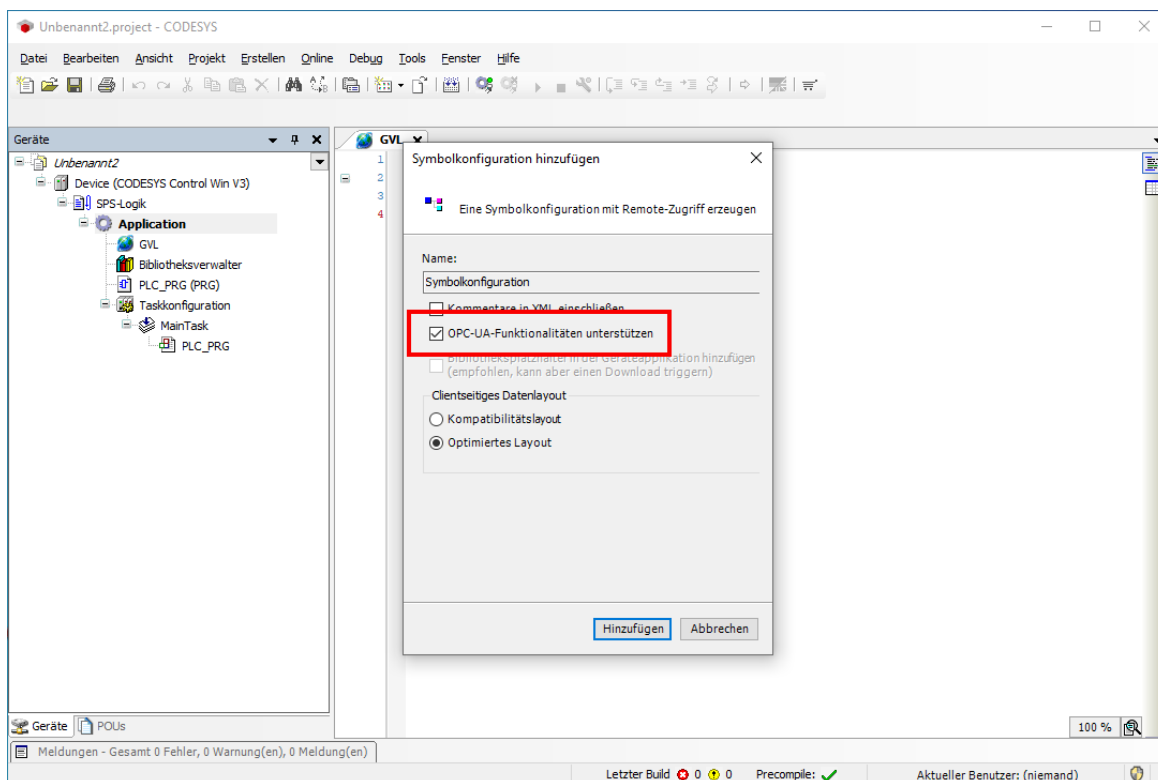 Unbenannt2.project - CODESYS
Datei Bearbeiten Ansicht Projekt Erstellen Online Debug Tools Fenster Hilfe
Geräte
GVL
Unbenannt2
Device (CODESYS Control Win V3)
SPS-Logik
Application
GVL
Bibliotheksverwalter
PLC_PRG (PRG)
Taskkonfiguration
MainTask
PLC_PRG
1
2
3
4
Symbolkonfiguration hinzufügen
Eine Symbolkonfiguration mit Remote-Zugriff erzeugen
Name:
Symbolkonfiguration
Kommentare in XML einschließen
OPC-UA-Funktionalitäten unterstützen
Bibliotheksplatzhalter in der Geräteapplikation hinzufügen
(empfohlen, kann aber einen Download triggern)
Clientseitiges Datenlayout
Kompatibilitätslayout
Optimiertes Layout
Hinzufügen Abbrechen
Geräte POUs
100 %
Meldungen - Gesamt 0 Fehler, 0 Warnung(en), 0 Meldung(en)
Letzter Build 0 0 Precompile: Aktueller Benutzer: (niemand)